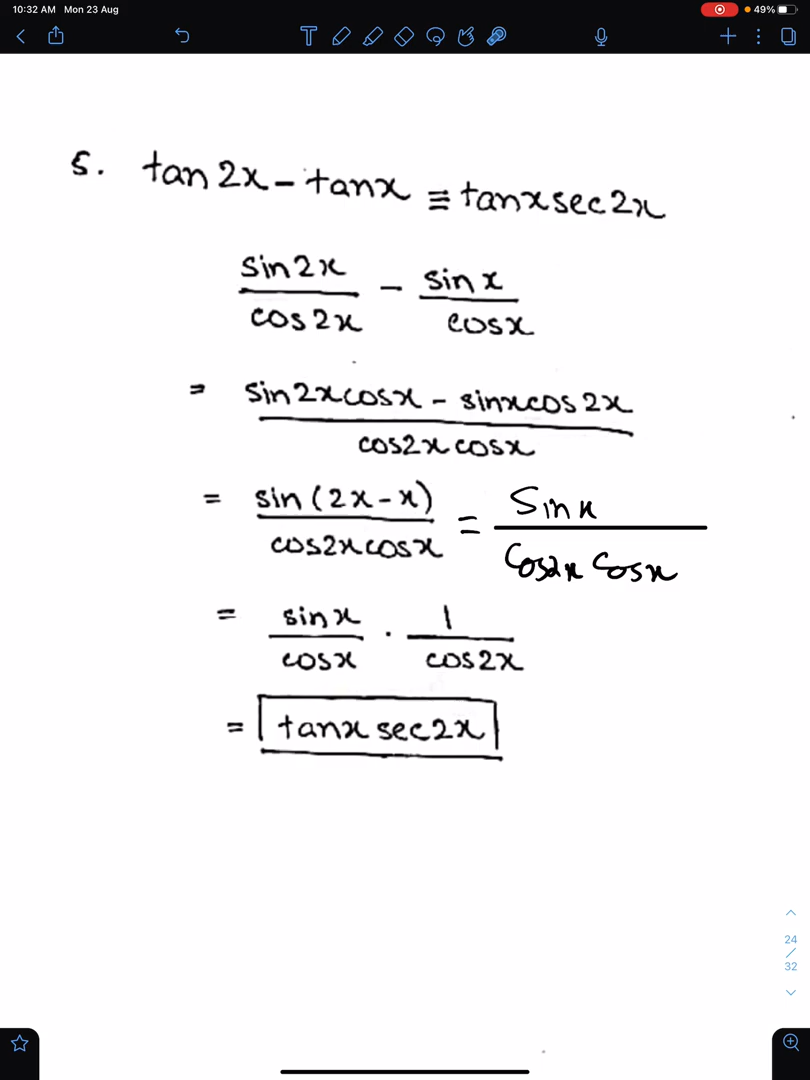 10:32 AM Mon 23 Aug 49%
T
5. tan 2x - tan x ≡ tanx sec 2x
sin 2x / cos 2x - sin x / cos x
= sin 2x cos x - sin x cos 2x / cos 2x cos x
= sin (2x - x) / cos 2x cos x = Sin x / Cos 2x Cos x
= sin x / cos x . 1 / cos 2x
= tan x sec 2x
24
/
32